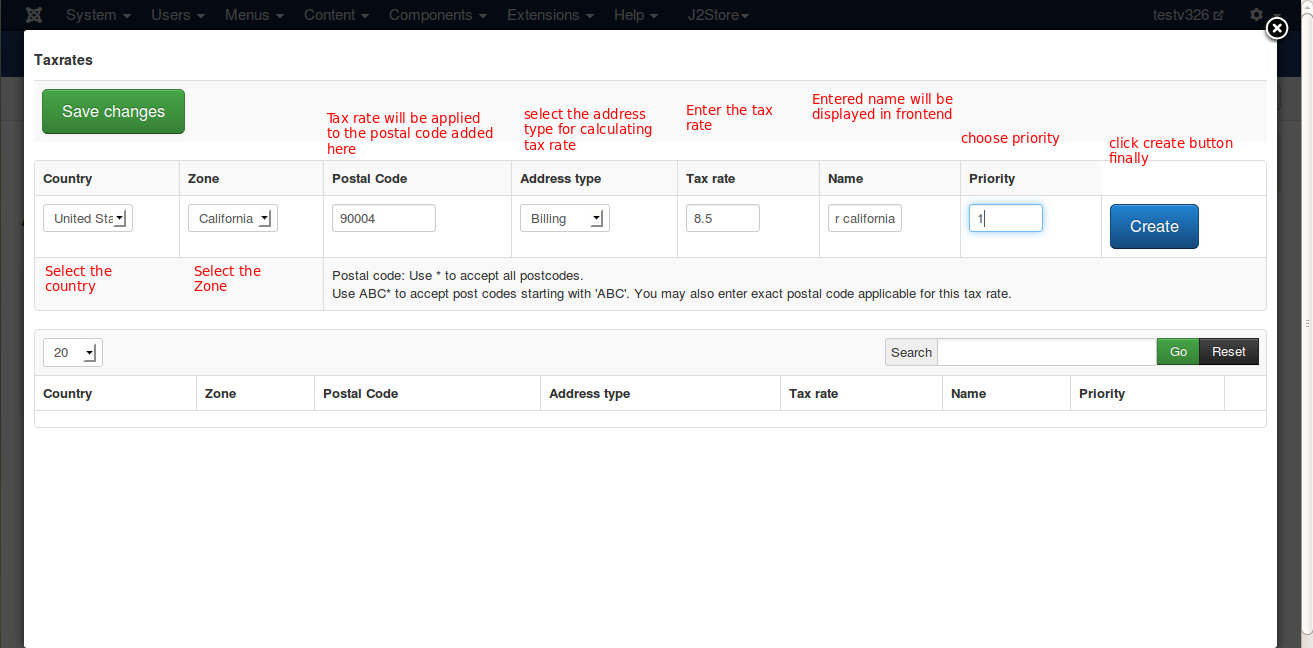 System Users Menus Content Components Extensions Help J2Store testv326
Taxrates
Save changes
Tax rate will be applied
to the postal code added
here
select the address
type for calculating
tax rate
Enter the tax
rate
Entered name will be
displayed in frontend
choose priority
click create button
finally
Country Zone Postal Code Address type Tax rate Name Priority
United Sta California 90004 Billing 8.5 r california 1 Create
Select the
country
Select the
Zone
Postal code: Use * to accept all postcodes.
Use ABC* to accept post codes starting with 'ABC'. You may also enter exact postal code applicable for this tax rate.
20 Search Go Reset
Country Zone Postal Code Address type Tax rate Name Priority